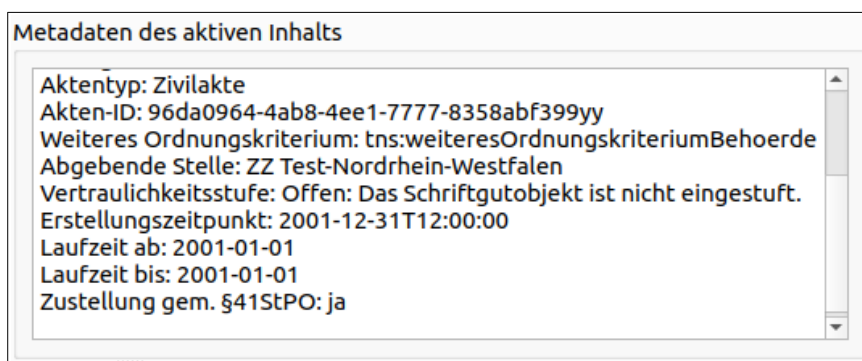 Metadaten des aktiven Inhalts
Aktentyp: Zivilakte
Akten-ID: 96da0964-4ab8-4ee1-7777-8358abf399yy
Weiteres Ordnungskriterium: tns:weiteresOrdnungskriteriumBehoerde
Abgebende Stelle: ZZ Test-Nordrhein-Westfalen
Vertraulichkeitsstufe: Offen: Das Schriftgutobjekt ist nicht eingestuft.
Erstellungszeitpunkt: 2001-12-31T12:00:00
Laufzeit ab: 2001-01-01
Laufzeit bis: 2001-01-01
Zustellung gem. §41StPO: ja